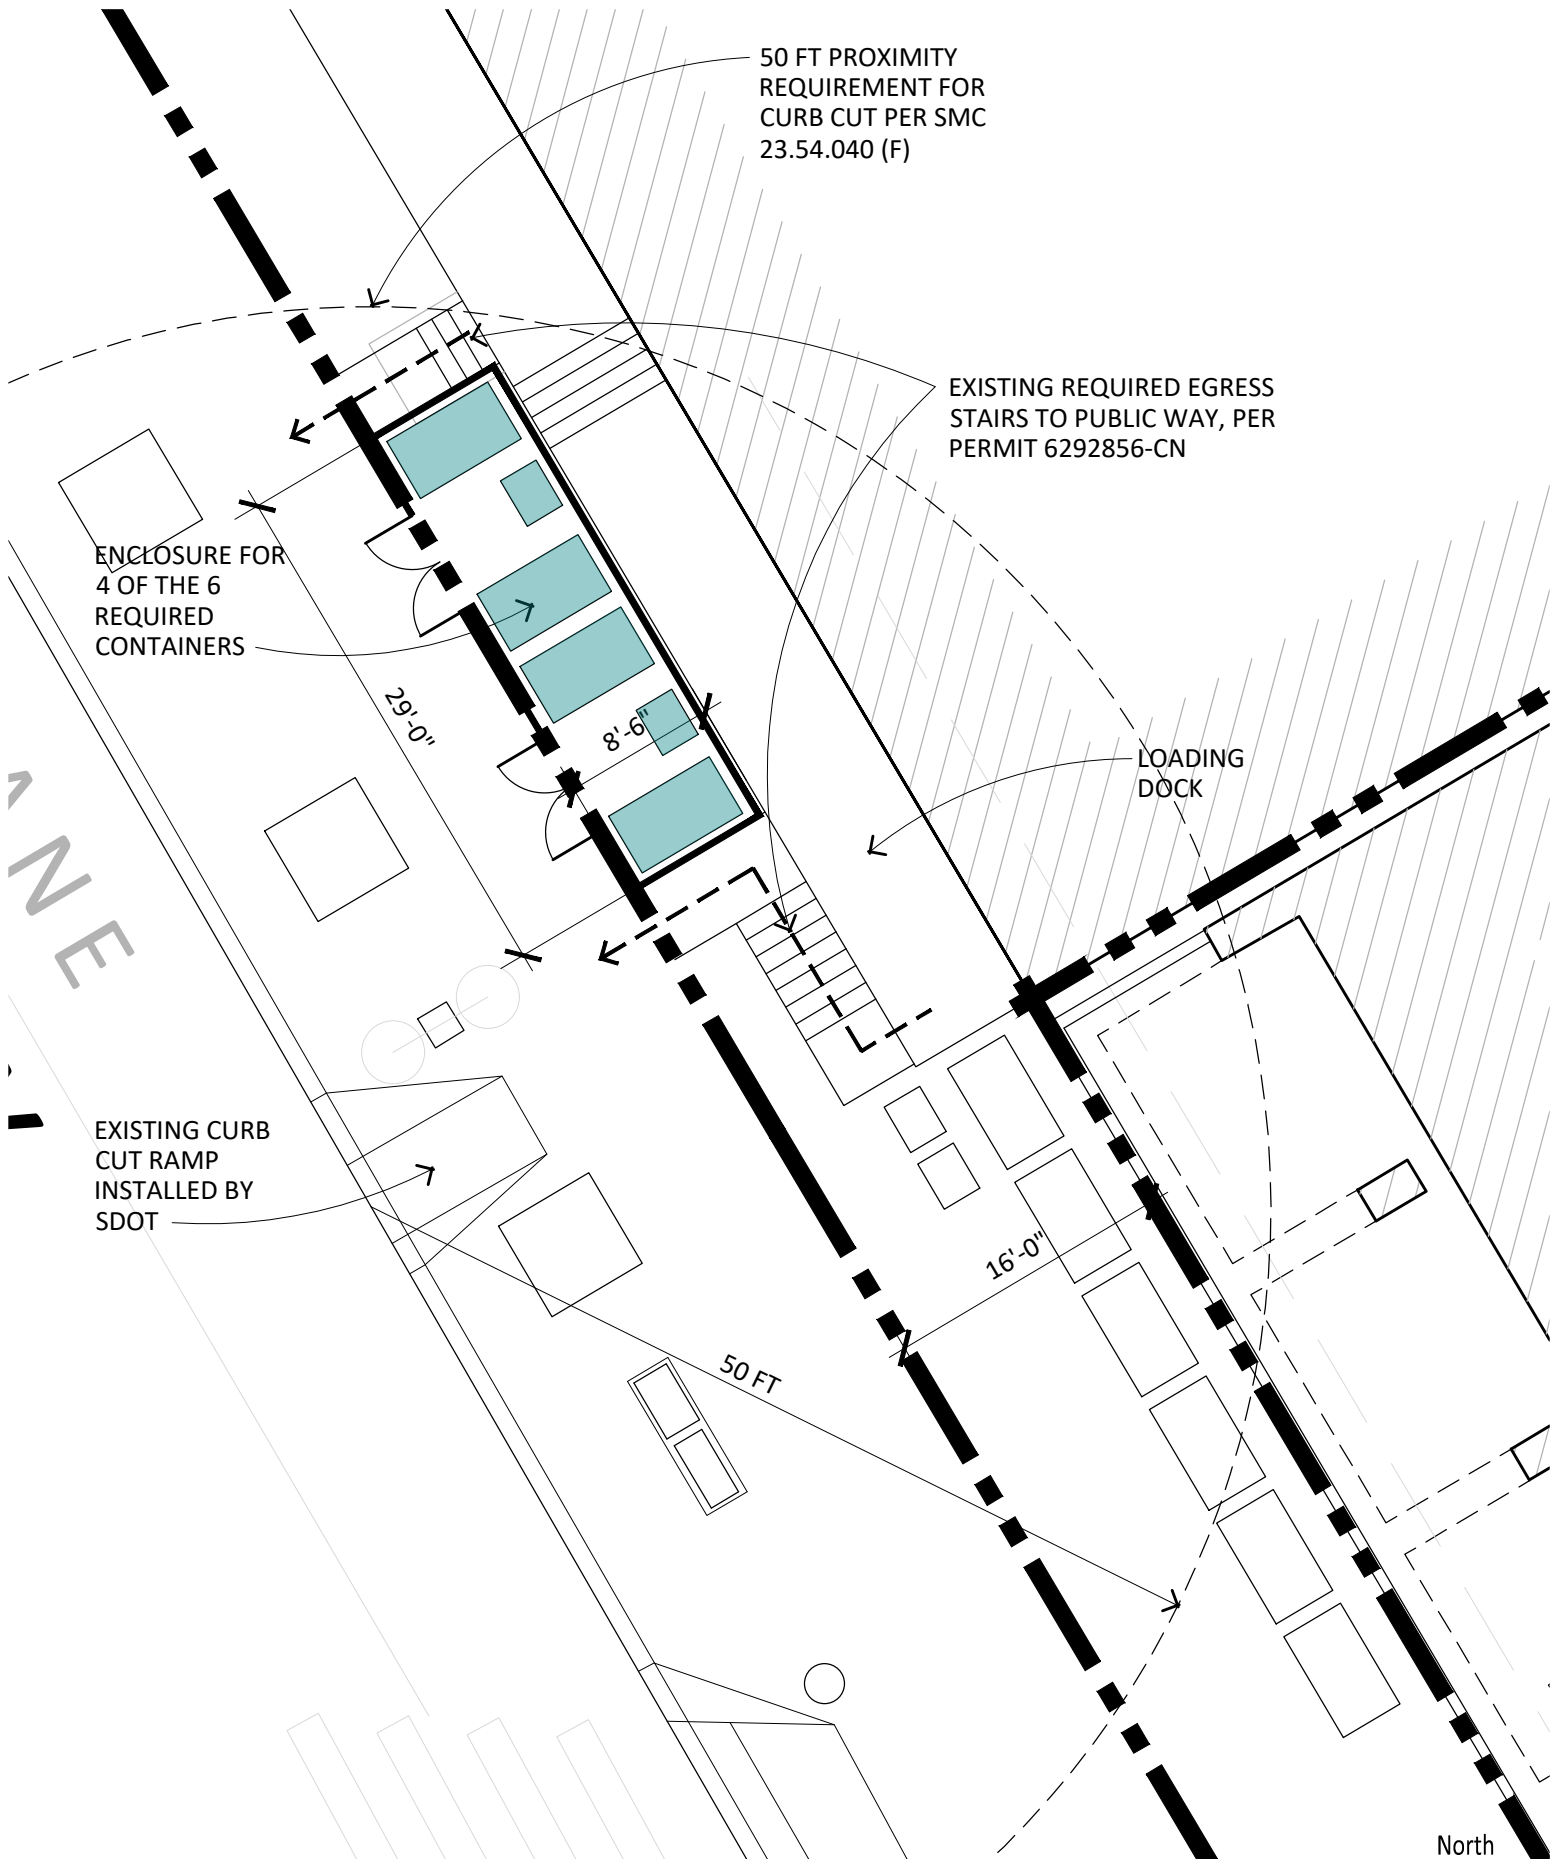 50 FT PROXIMITY
REQUIREMENT FOR
CURB CUT PER SMC
23.54.040 (F)
EXISTING REQUIRED EGRESS
STAIRS TO PUBLIC WAY, PER
PERMIT 6292856-CN
ENCLOSURE FOR
4 OF THE 6
REQUIRED
CONTAINERS
29'-0"
8'-6"
LOADING
DOCK
ANE
EXISTING CURB
CUT RAMP
INSTALLED BY
SDOT
16'-0"
50 FT
North